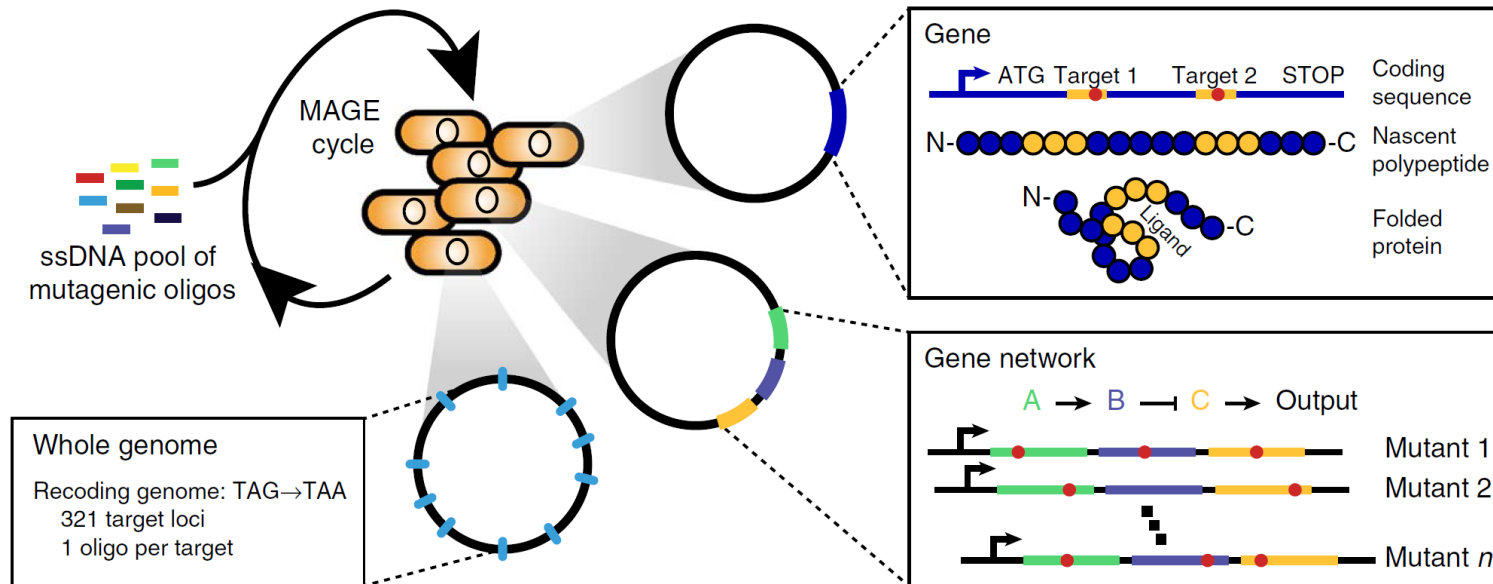 MAGE
cycle
ssDNA pool of
mutagenic oligos
Gene
ATG Target 1 Target 2 STOP
Coding
sequence
N- -C
Nascent
polypeptide
N- -C
Ligand
Folded
protein
Gene network
A B C Output
Mutant 1
Mutant 2
Mutant n
Whole genome
Recoding genome: TAG→TAA
321 target loci
1 oligo per target